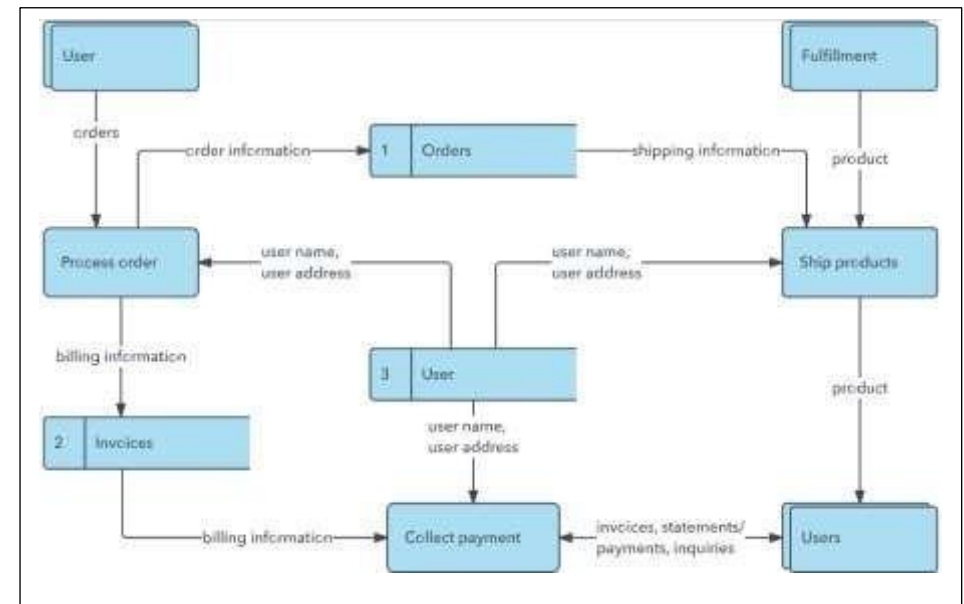 User
Fulfillment
orders
order information
1 Orders
shipping information
product
Process order
user name,
user address
user name,
user address
Ship products
billing information
3 User
product
2 Invoices
user name,
user address
billing information
Collect payment
invoices, statements/
payments, inquiries
Users